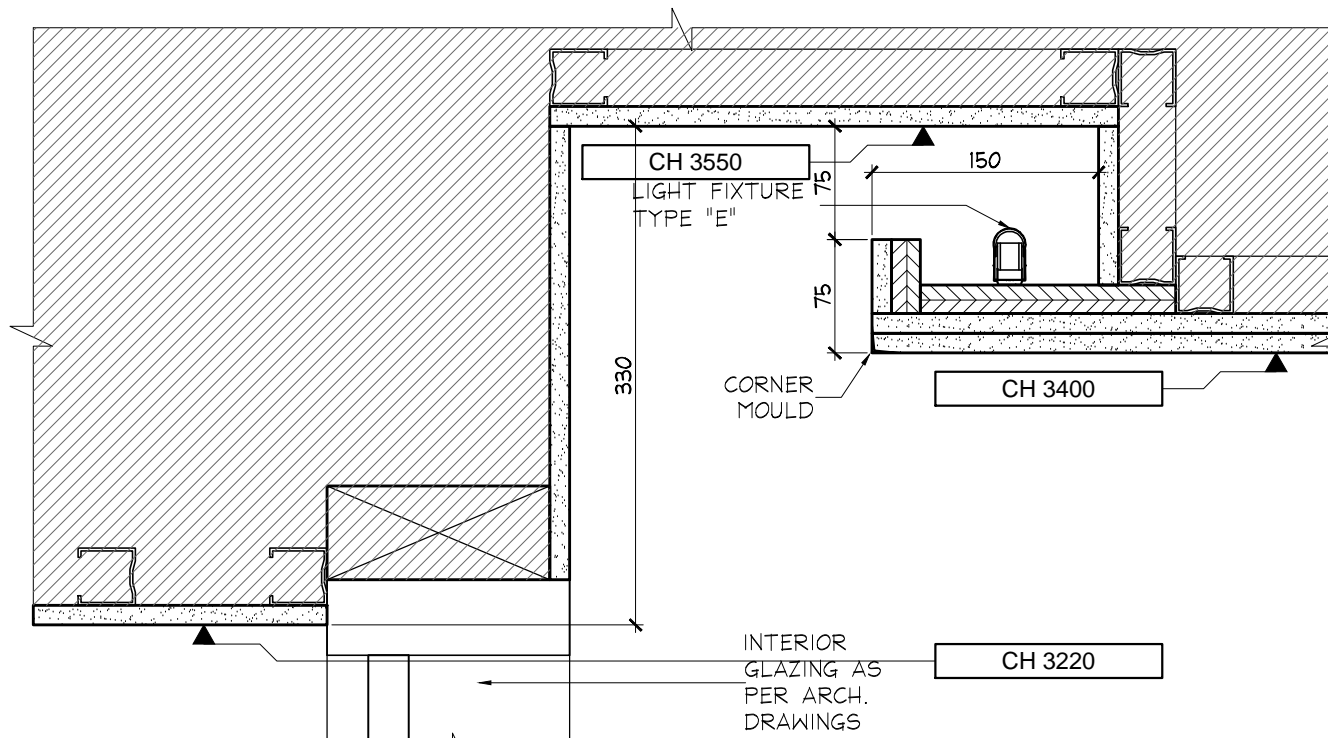 CH 3550
150
LIGHT FIXTURE
TYPE "E"
75
75
330
CORNER
MOULD
CH 3400
INTERIOR
GLAZING AS
PER ARCH.
DRAWINGS
CH 3220